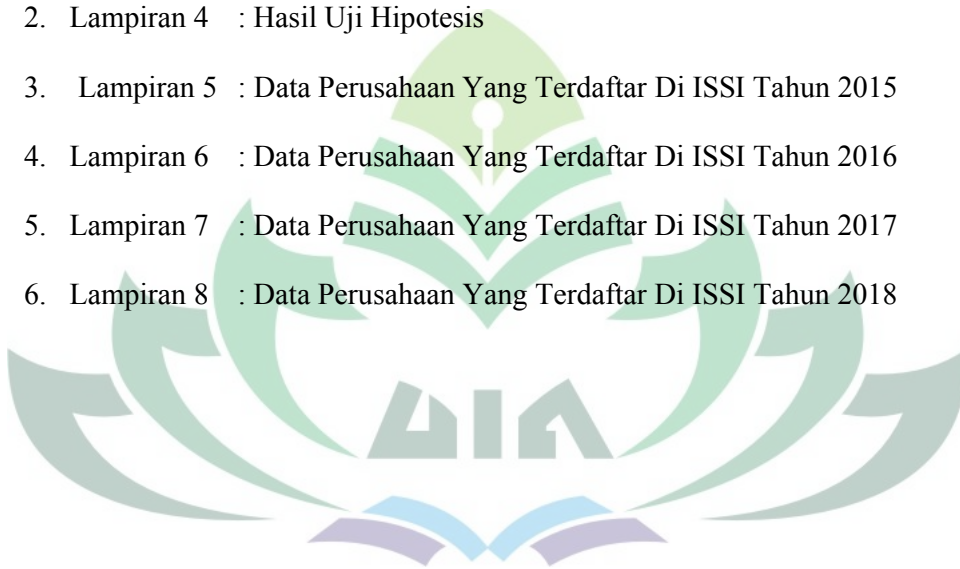 2. Lampiran 4 : Hasil Uji Hipotesis
3. Lampiran 5 : Data Perusahaan Yang Terdaftar Di ISSI Tahun 2015
4. Lampiran 6 : Data Perusahaan Yang Terdaftar Di ISSI Tahun 2016
5. Lampiran 7 : Data Perusahaan Yang Terdaftar Di ISSI Tahun 2017
6. Lampiran 8 : Data Perusahaan Yang Terdaftar Di ISSI Tahun 2018
UIN